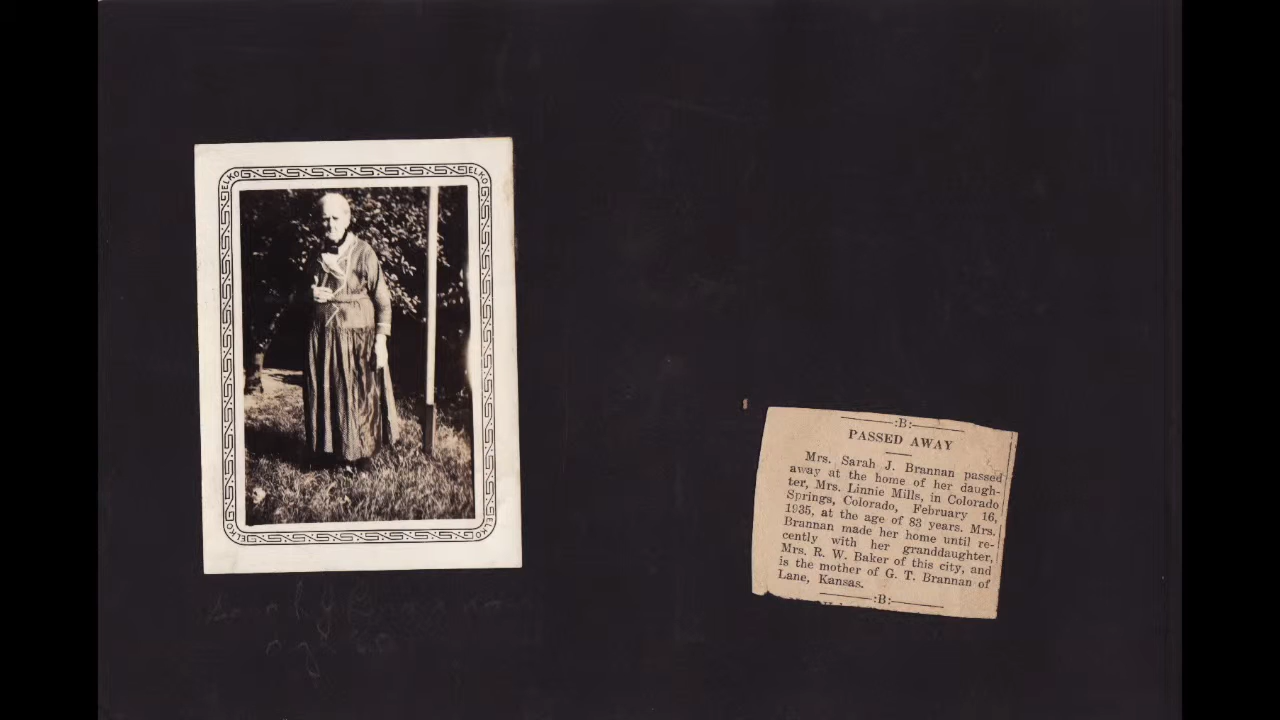 ELKO
ELKO
ELKO
ELKO
:B:
PASSED AWAY
Mrs. Sarah J. Brannan passed
away at the home of her daugh-
ter, Mrs. Linnie Mills, in Colorado
Springs, Colorado, February 16,
1935, at the age of 83 years. Mrs.
Brannan made her home until re-
cently with her granddaughter,
Mrs. R. W. Baker of this city, and
is the mother of G. T. Brannan of
Lane, Kansas.
:B: